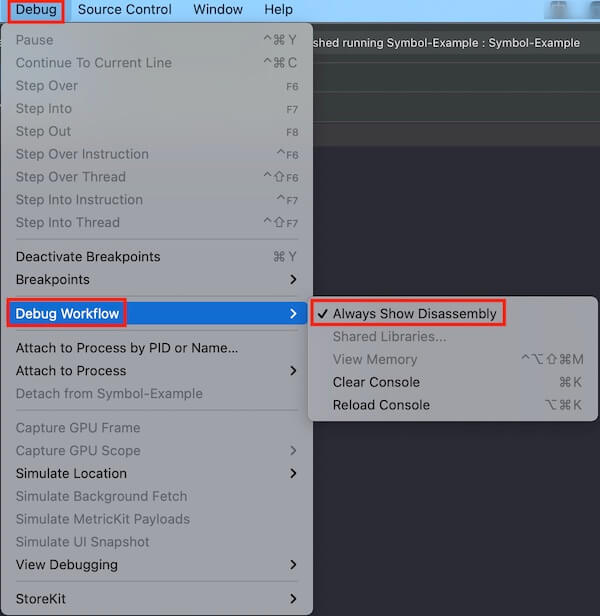 Debug Source Control Window Help
shed running Symbol-Example : Symbol-Example
Pause ⌃⌘Y
Continue To Current Line ⌃⌘C
Step Over F6
Step Into F7
Step Out F8
Step Over Instruction ⌃F6
Step Over Thread ⌃⇧F6
Step Into Instruction ⌃F7
Step Into Thread ⌃⇧F7
Deactivate Breakpoints ⌘Y
Breakpoints >
Debug Workflow >
Attach to Process by PID or Name...
Attach to Process >
Detach from Symbol-Example
Capture GPU Frame
Capture GPU Scope >
Simulate Location >
Simulate Background Fetch
Simulate MetricKit Payloads
Simulate UI Snapshot
View Debugging >
StoreKit >
✓ Always Show Disassembly
Shared Libraries...
View Memory ⌃⌥⇧⌘M
Clear Console ⌘K
Reload Console ⌥⌘K